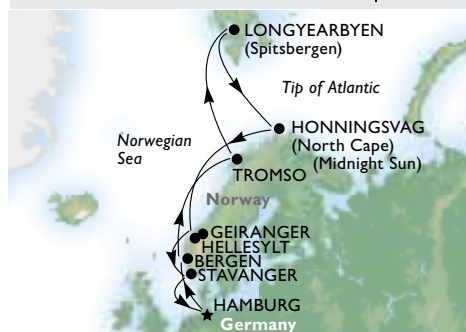 LONGYEARBYEN
(Spitsbergen)
Tip of Atlantic
HONNINGSVAG
(North Cape)
(Midnight Sun)
Norwegian
Sea
TROMSO
Norway
GEIRANGER
HELLESYLT
BERGEN
STAVANGER
HAMBURG
Germany